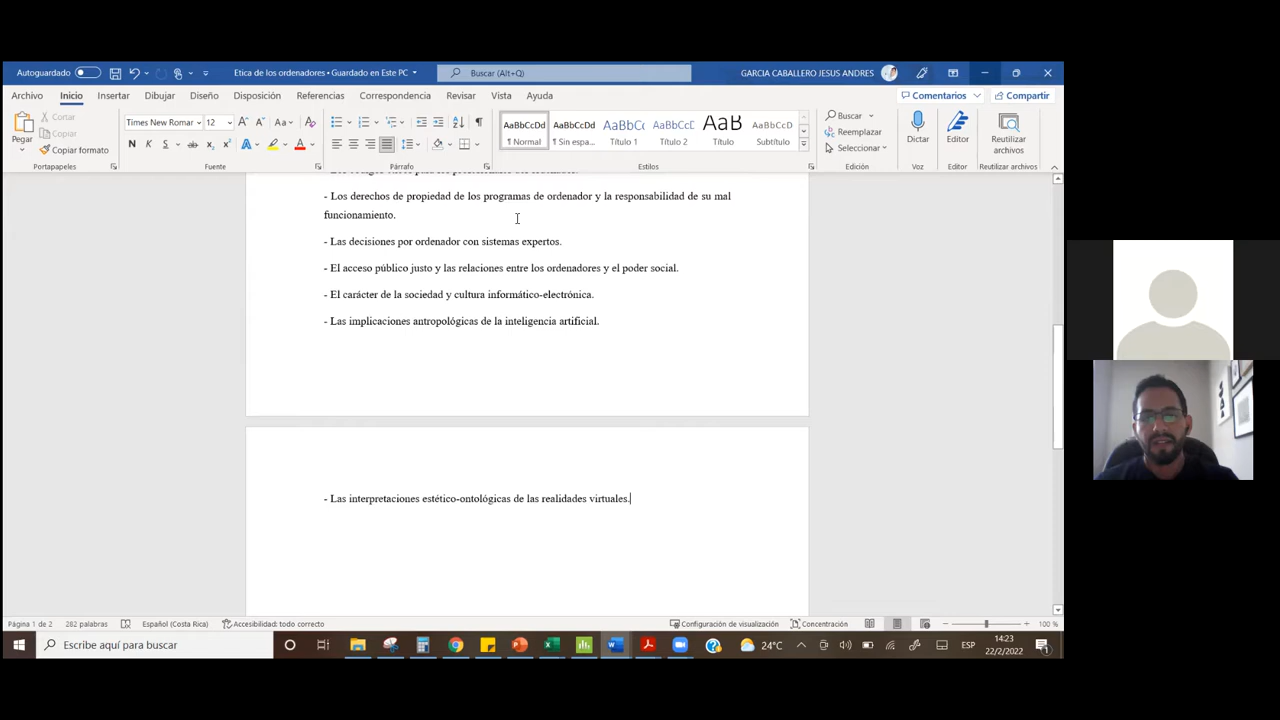 Autoguardado
Etica de los ordenadores • Guardado en Este PC
Buscar (Alt+Q)
GARCIA CABALLERO JESUS ANDRES
Archivo Inicio Insertar Dibujar Diseño Disposición Referencias Correspondencia Revisar Vista Ayuda
Comentarios Compartir
Pegar
Cortar
Copiar
Copiar formato
Portapapeles
Times New Romar 12
N K S
Fuente
Párrafo
AaBbCcDd
¶ Normal
AaBbCcDd
¶ Sin espa...
AaBbCc
Título 1
AaBbCcC
Título 2
AaB
Título
AaBbCcD
Subtítulo
Estilos
Buscar
Reemplazar
Seleccionar
Edición
Dictar
Voz
Editor
Editor
Reutilizar
archivos
Reutilizar archivos
- Los derechos de propiedad de los programas de ordenador y la responsabilidad de su mal
funcionamiento.
- Las decisiones por ordenador con sistemas expertos.
- El acceso público justo y las relaciones entre los ordenadores y el poder social.
- El carácter de la sociedad y cultura informático-electrónica.
- Las implicaciones antropológicas de la inteligencia artificial.
- Las interpretaciones estético-ontológicas de las realidades virtuales.
Página 1 de 2 282 palabras Español (Costa Rica) Accesibilidad: todo correcto
Configuración de visualización Concentración 100 %
Escribe aquí para buscar
24°C
ESP
14:23
22/2/2022